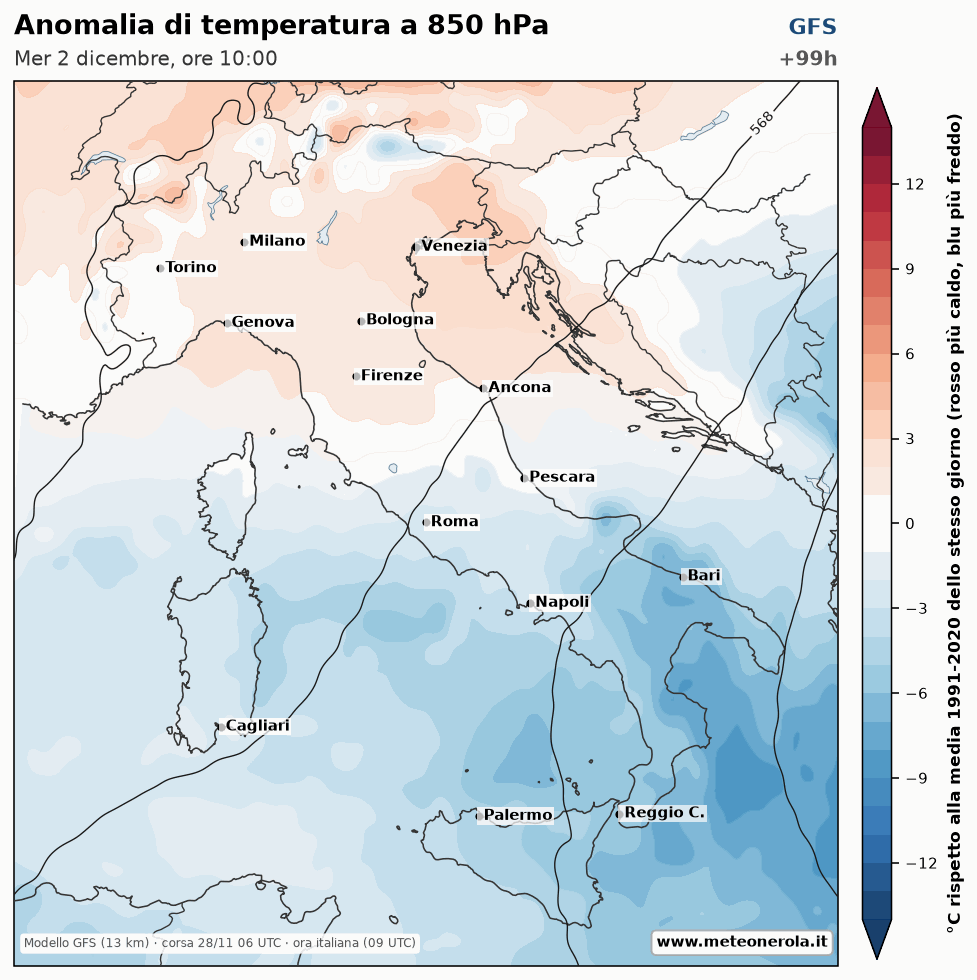 Anomalia di temperatura a 850 hPa
GFS
Mer 2 dicembre, ore 10:00
+99h
568
Milano
Venezia
Torino
Genova
Bologna
Firenze
Ancona
Pescara
Roma
Bari
Napoli
Cagliari
Palermo
Reggio C.
12
9
6
3
0
−3
−6
−9
−12
°C rispetto alla media 1991-2020 dello stesso giorno (rosso più caldo, blu più freddo)
Modello GFS (13 km) · corsa 28/11 06 UTC · ora italiana (09 UTC)
www.meteonerola.it